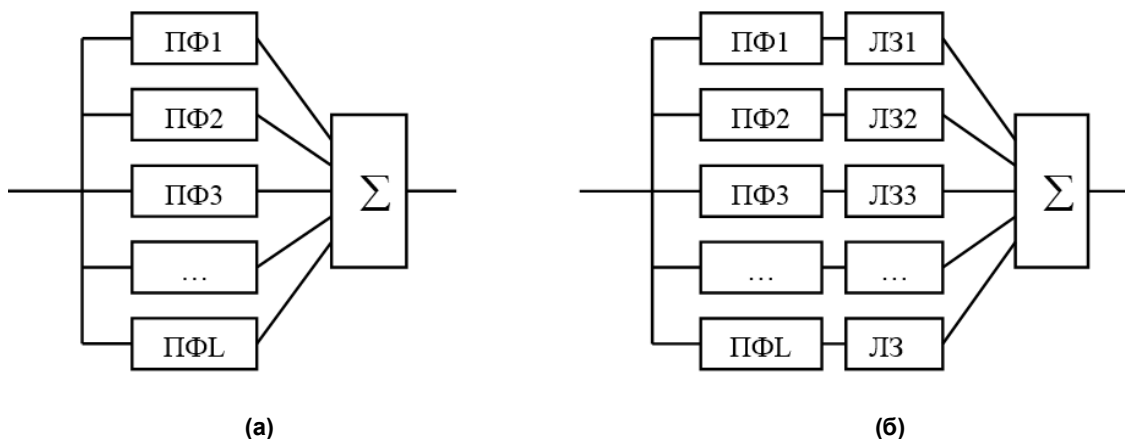 ПФ1
ПФ2
ПФ3
...
ПФL
Σ
(а)
ПФ1 ЛЗ1
ПФ2 ЛЗ2
ПФ3 ЛЗ3
... ...
ПФL ЛЗ
Σ
(б)